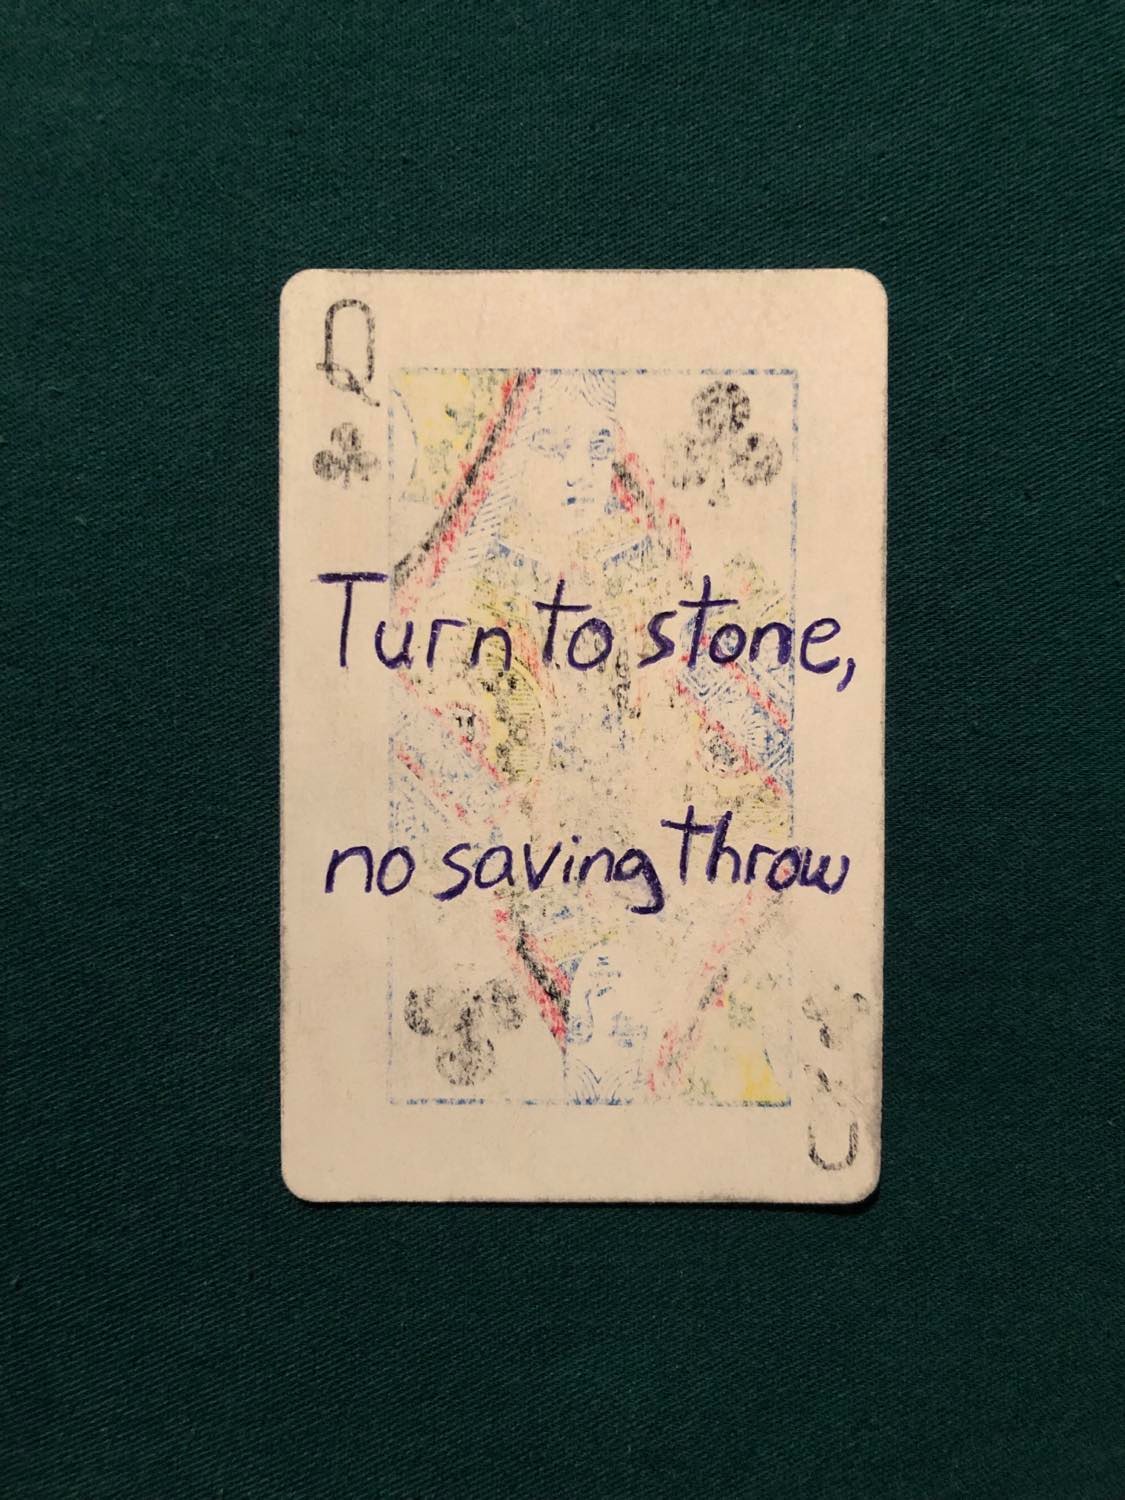 Q
Turn to stone,
no saving throw
Q